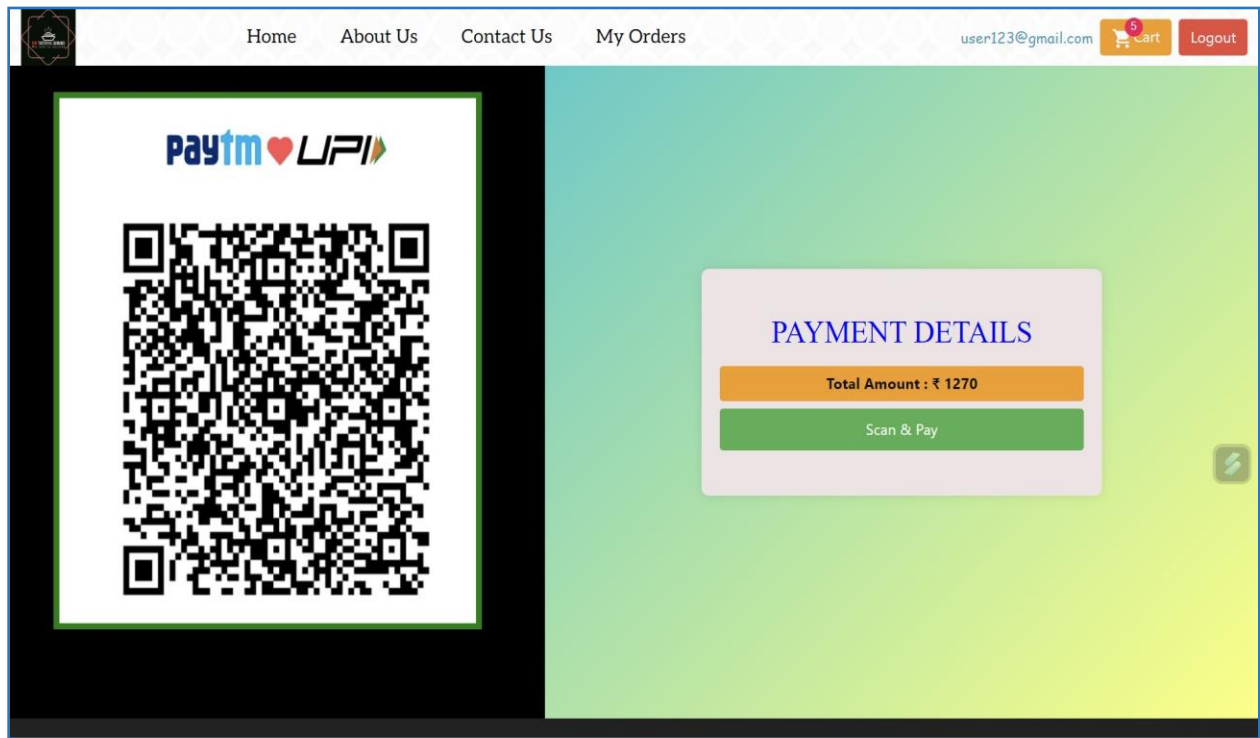 Home About Us Contact Us My Orders user123@gmail.com 5 Cart Logout
paytm UPI
PAYMENT DETAILS
Total Amount : ₹ 1270
Scan & Pay